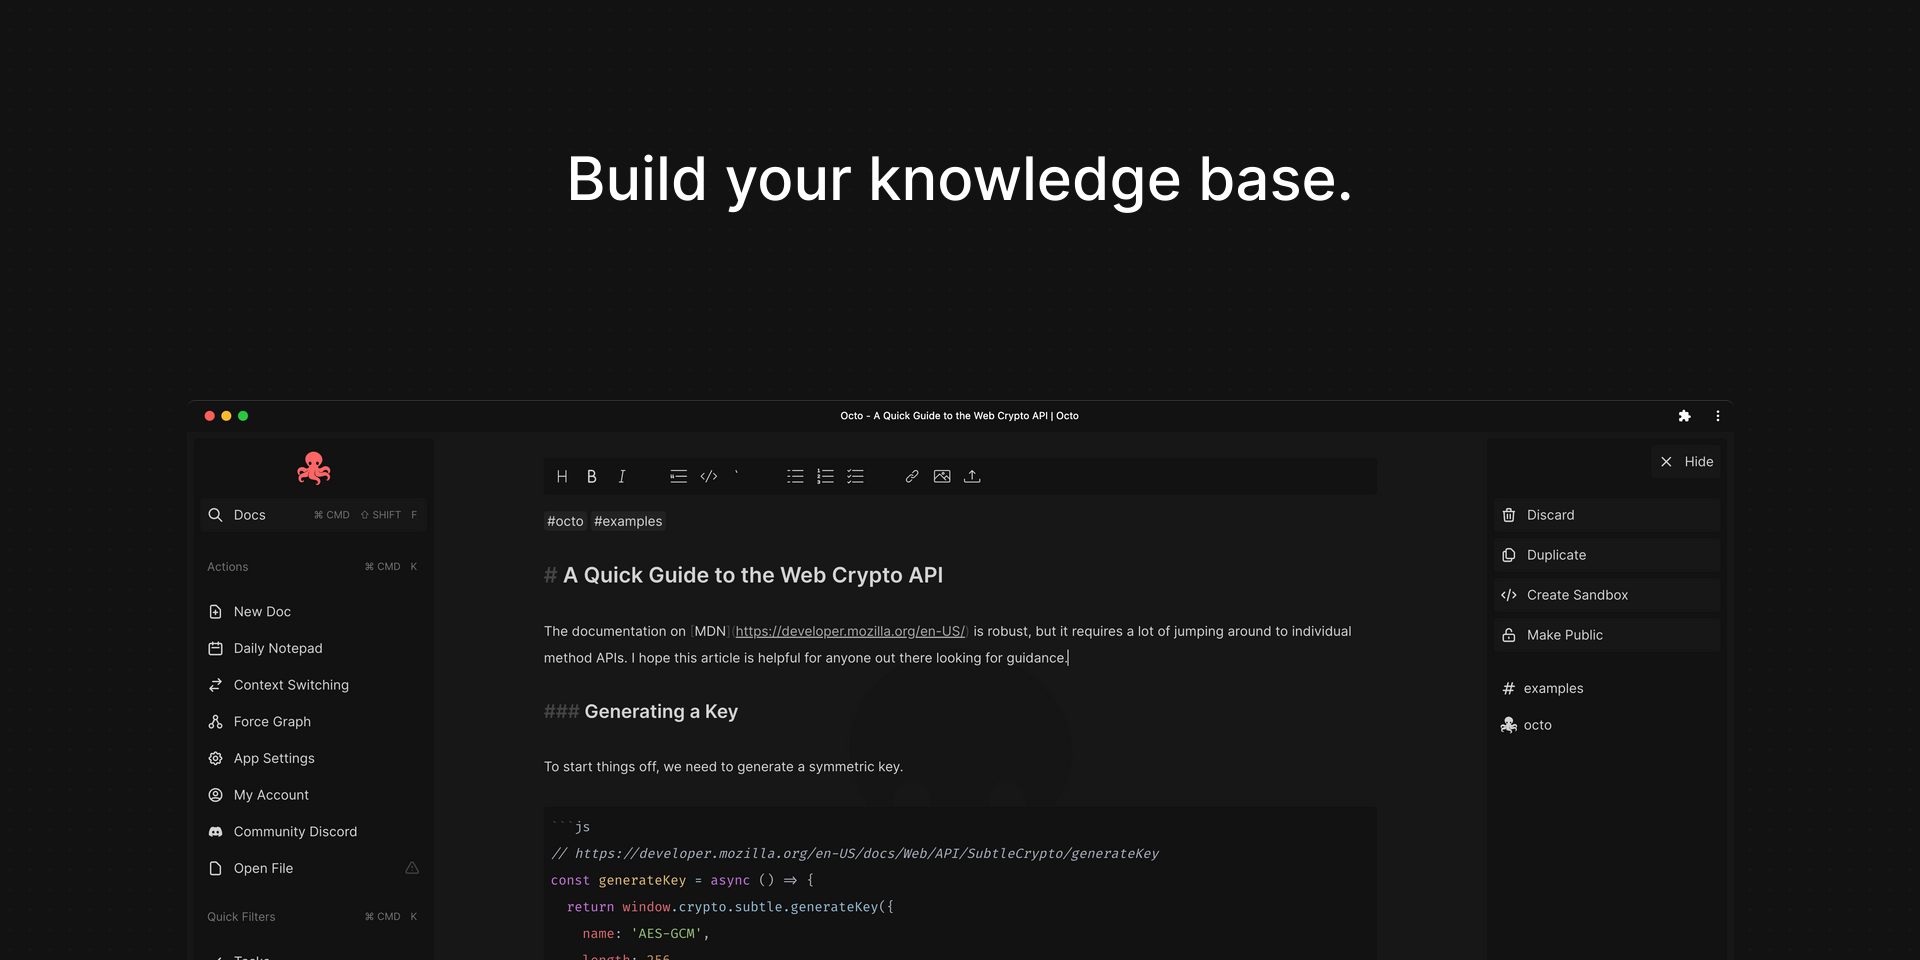 Build your knowledge base.
Octo - A Quick Guide to the Web Crypto API | Octo
Docs ⌘ CMD ⇧ SHIFT F
Actions ⌘ CMD K
New Doc
Daily Notepad
Context Switching
Force Graph
App Settings
My Account
Community Discord
Open File
Quick Filters ⌘ CMD K
Tasks
H B I
#octo #examples
# A Quick Guide to the Web Crypto API
The documentation on [MDN](https://developer.mozilla.org/en-US/) is robust, but it requires a lot of jumping around to individual
method APIs. I hope this article is helpful for anyone out there looking for guidance.
### Generating a Key
To start things off, we need to generate a symmetric key.
```js
// https://developer.mozilla.org/en-US/docs/Web/API/SubtleCrypto/generateKey
const generateKey = async () => {
return window.crypto.subtle.generateKey({
name: 'AES-GCM',
length: 256
Hide
Discard
Duplicate
Create Sandbox
Make Public
# examples
octo